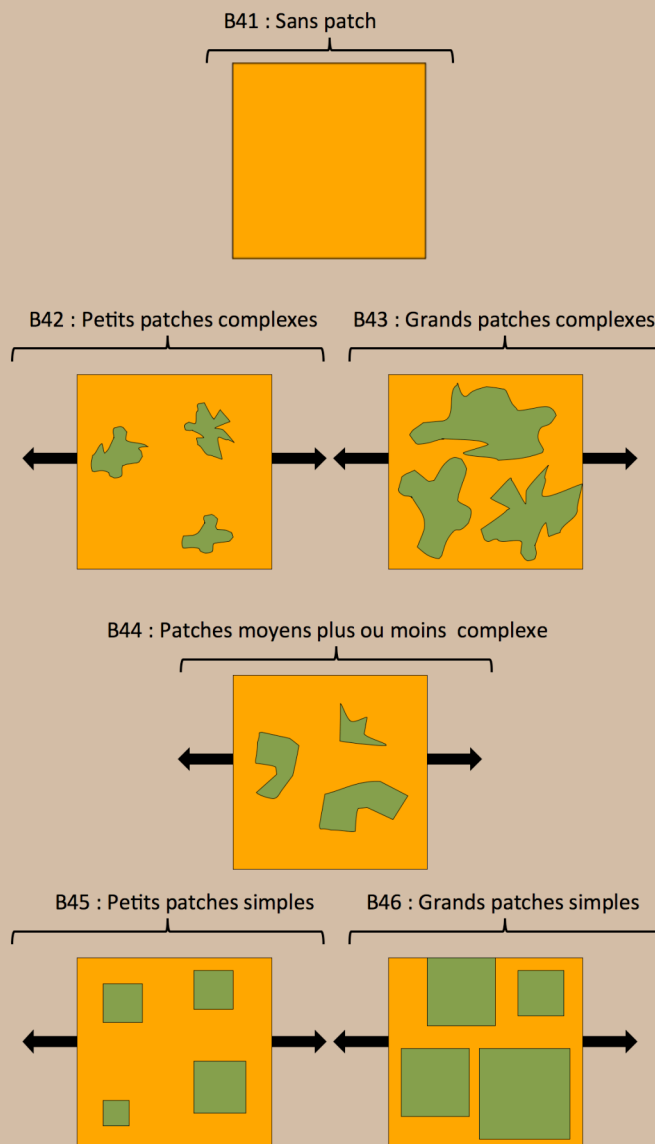 B41 : Sans patch
B42 : Petits patches complexes
B43 : Grands patches complexes
B44 : Patches moyens plus ou moins  complexe
B45 : Petits patches simples
B46 : Grands patches simples